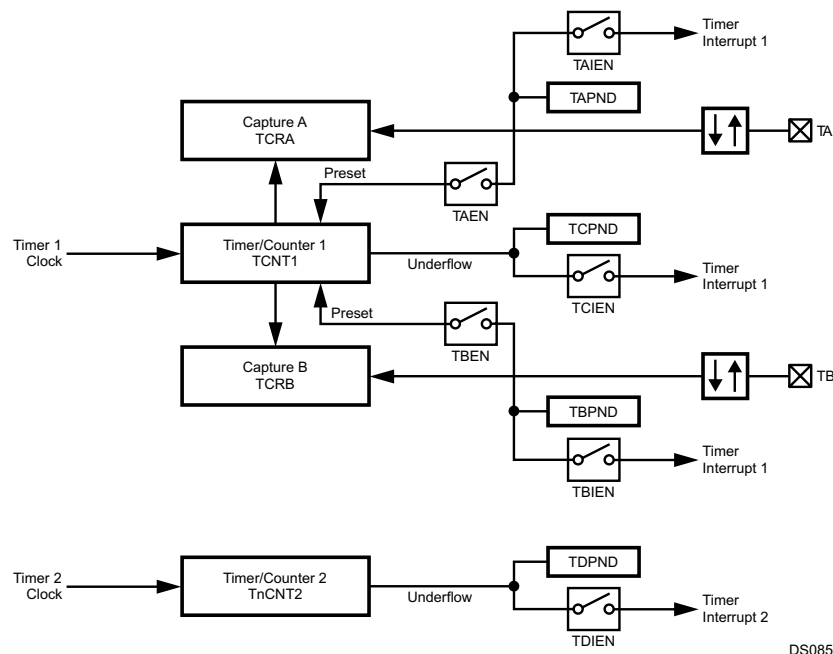 Timer
Interrupt 1
TAIEN
TAPND
Capture A
TCRA
TA
Preset
TAEN
Timer 1
Clock
Timer/Counter 1
TCNT1
Underflow
TCPND
Timer
Interrupt 1
TCIEN
Preset
TBEN
Capture B
TCRB
TB
TBPND
Timer
Interrupt 1
TBIEN
Timer 2
Clock
Timer/Counter 2
TnCNT2
Underflow
TDPND
Timer
Interrupt 2
TDIEN
DS085